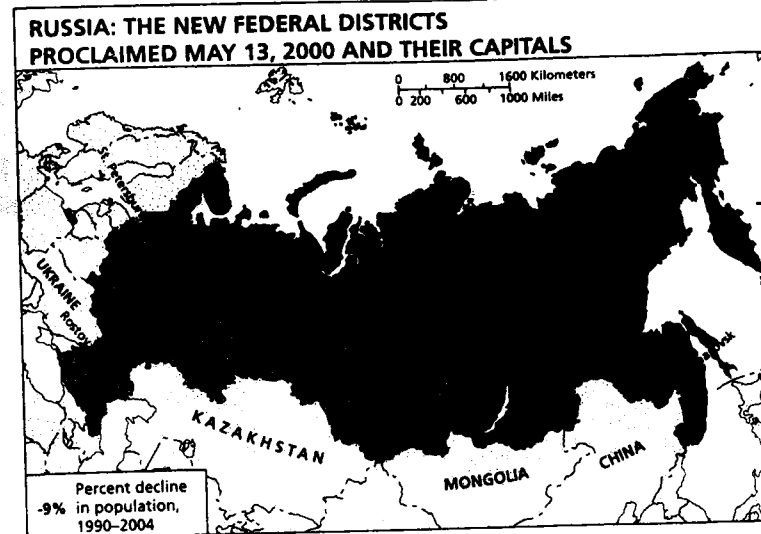 RUSSIA: THE NEW FEDERAL DISTRICTS
PROCLAIMED MAY 13, 2000 AND THEIR CAPITALS
0 800 1600 Kilometers
0 200 600 1000 Miles
St. Petersburg
UKRAINE
Rostov
KAZAKHSTAN
MONGOLIA
CHINA
-9% Percent decline
in population,
1990–2004